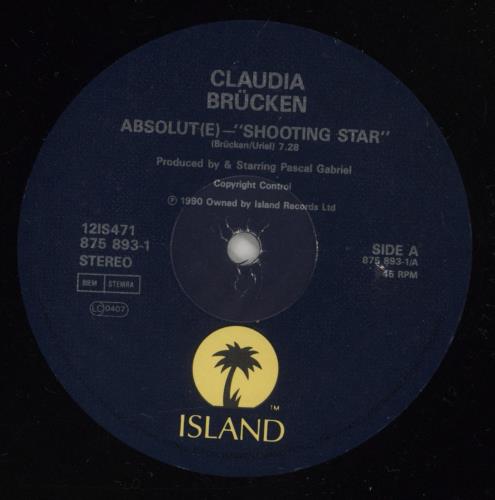 CLAUDIA
BRÜCKEN
ABSOLUT(E)—"SHOOTING STAR"
(Brücken/Uriel) 7.28
Produced by & Starring Pascal Gabriel
Copyright Control
℗ 1990 Owned by Island Records Ltd
12IS471
875 893-1
STEREO
BIEM STEMRA
LC 0407
SIDE A
875 893-1/A
45 RPM
TM
ISLAND